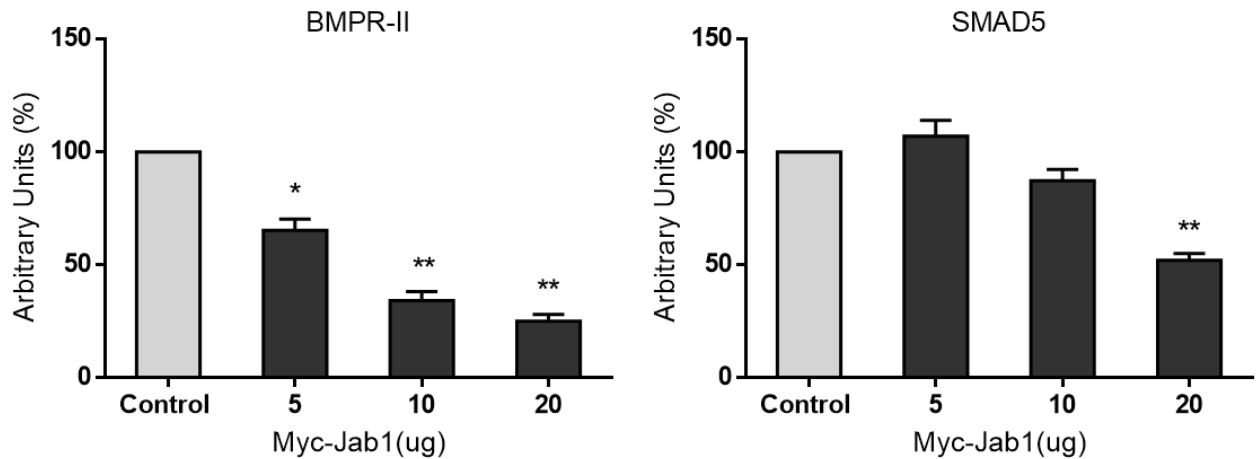 BMPR-II
150
100
50
0
Arbitrary Units (%)
*
**
**
Control 5 10 20
Myc-Jab1(ug)
SMAD5
150
100
50
0
Arbitrary Units (%)
**
Control 5 10 20
Myc-Jab1(ug)